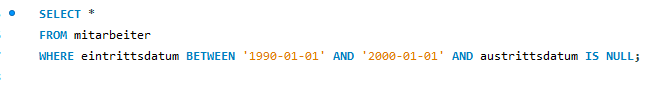 SELECT *
FROM mitarbeiter
WHERE eintrittsdatum BETWEEN '1990-01-01' AND '2000-01-01' AND austrittsdatum IS NULL;